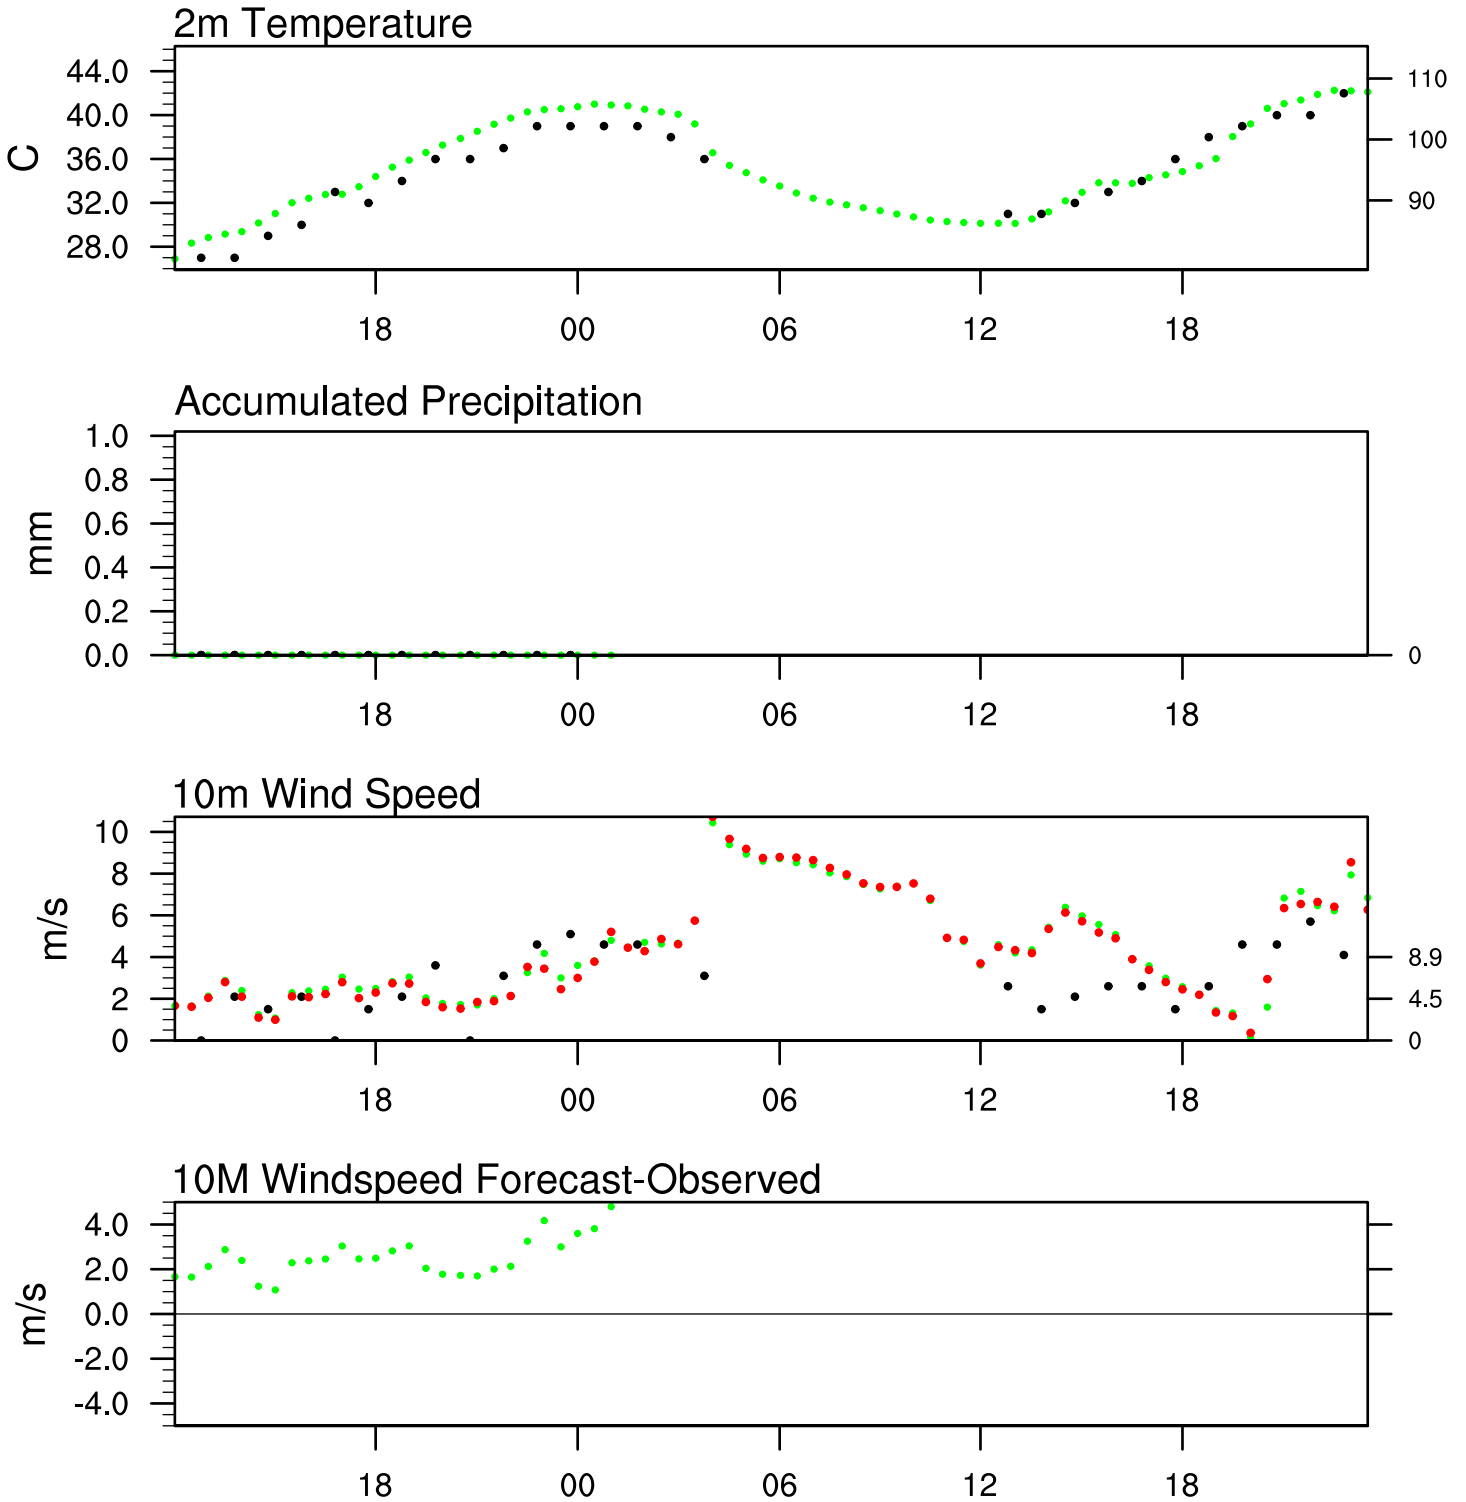 2m Temperature
44.0
40.0
36.0
32.0
28.0
C
110
100
90
18 00 06 12 18
Accumulated Precipitation
1.0
0.8
0.6
0.4
0.2
0.0
mm
0
18 00 06 12 18
10m Wind Speed
10
8
6
4
2
0
m/s
8.9
4.5
0
18 00 06 12 18
10M Windspeed Forecast-Observed
4.0
2.0
0.0
-2.0
-4.0
m/s
18 00 06 12 18